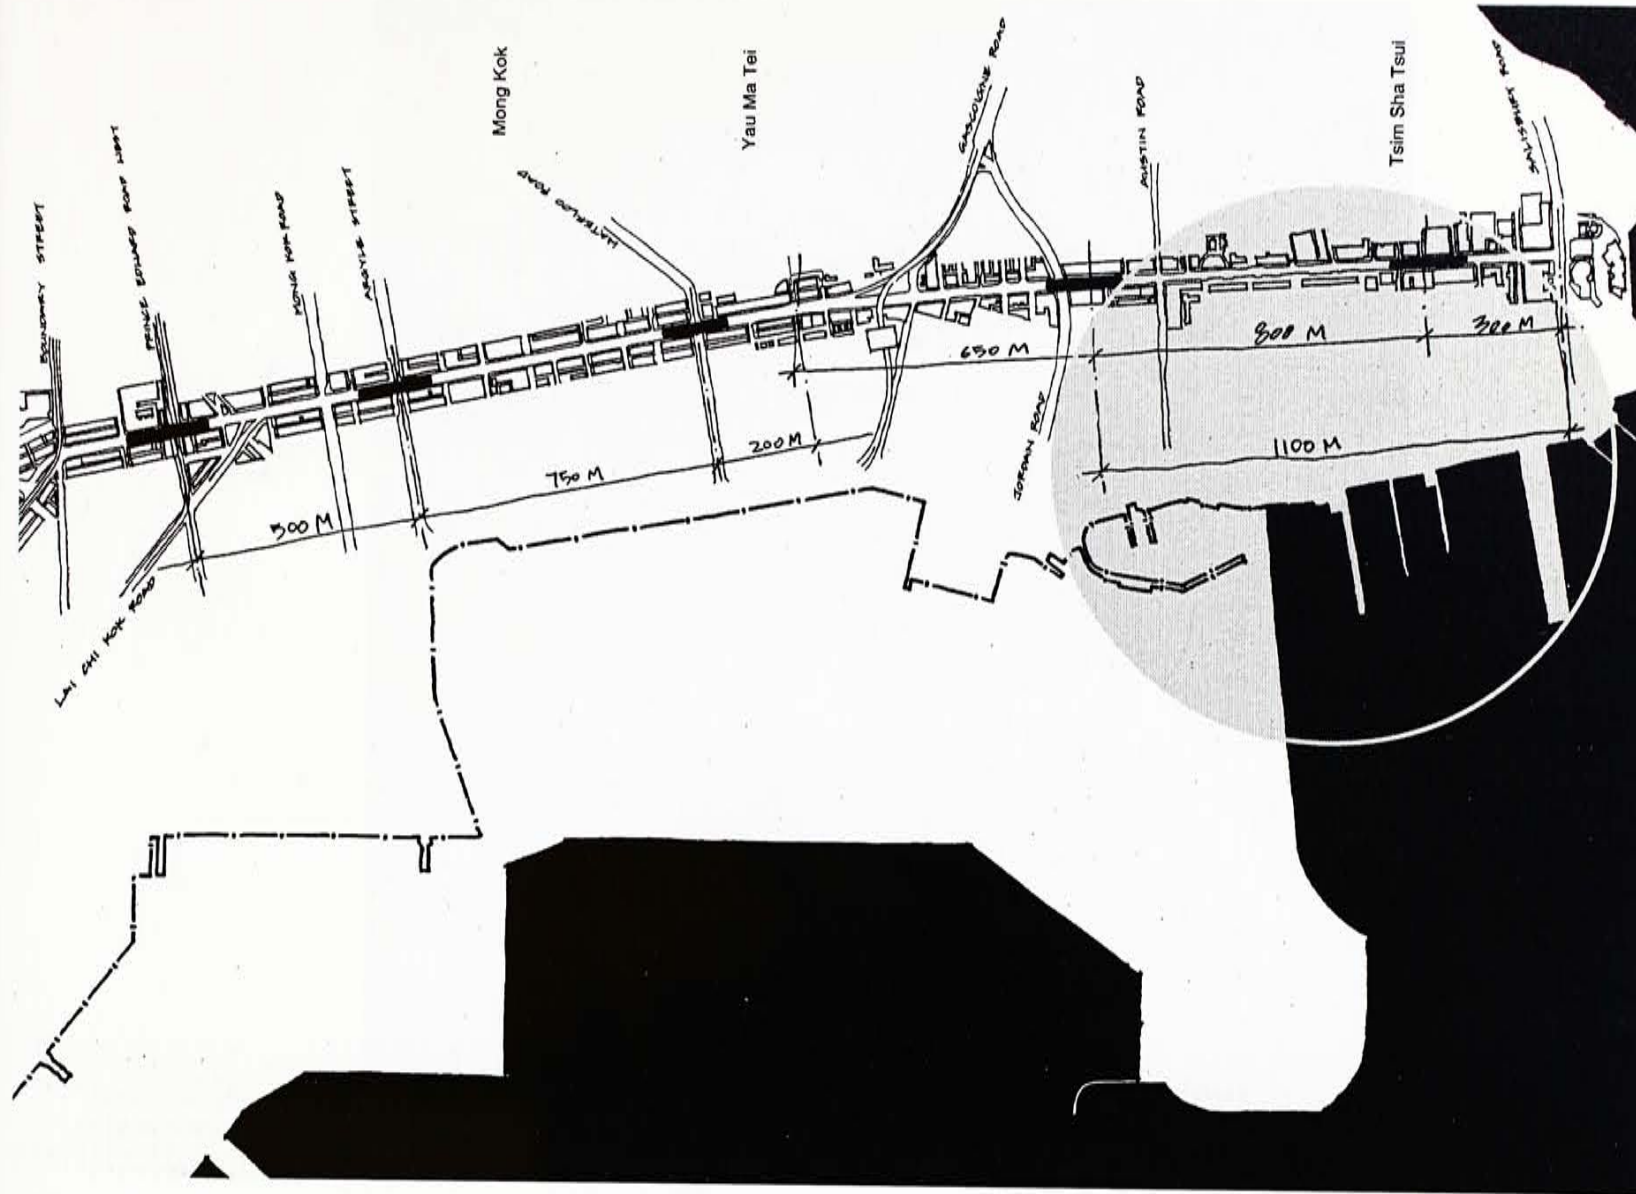 BOUNDARY STREET
PRINCE EDWARD ROAD WEST
MONG KOK ROAD
ARGYLE STREET
Mong Kok
WATERLOO ROAD
Yau Ma Tei
GASCOIGNE ROAD
AUSTIN ROAD
Tsim Sha Tsui
SALISBURY ROAD
650 M
800 M
300 M
JORDAN ROAD
1100 M
200 M
750 M
500 M
LAI CHI KOK ROAD